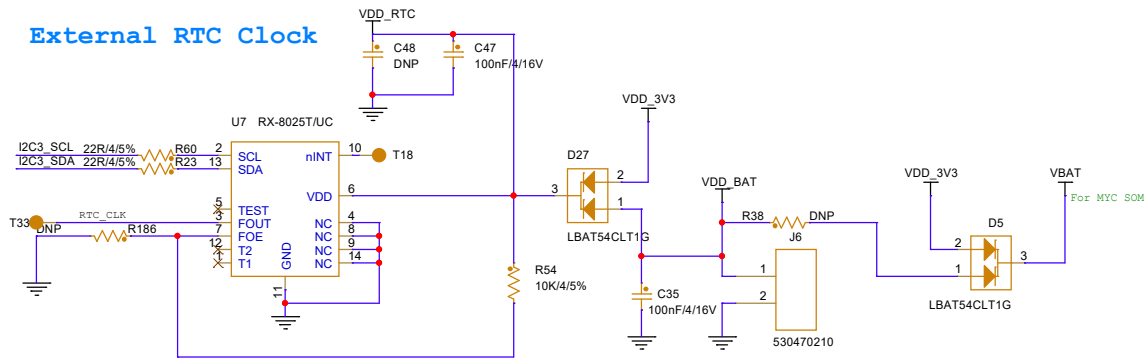 External RTC Clock
VDD_RTC
C48
DNP
C47
100nF/4/16V
U7 RX-8025T/UC
I2C3_SCL 22R/4/5% R60
I2C3_SDA 22R/4/5% R23
2 SCL
13 SDA
nINT 10 T18
VDD 6
5 TEST
T33 RTC_CLK 3 FOUT
DNP R186 7 FOE
12 T2
1 T1
NC 4
NC 8
NC 9
NC 14
GND
11
R54
10K/4/5%
D27
3
2
1
LBAT54CLT1G
VDD_3V3
VDD_BAT
R38 DNP
C35
100nF/4/16V
J6
1
2
530470210
VDD_3V3
VBAT
For MYC SOM
D5
2
1
3
LBAT54CLT1G